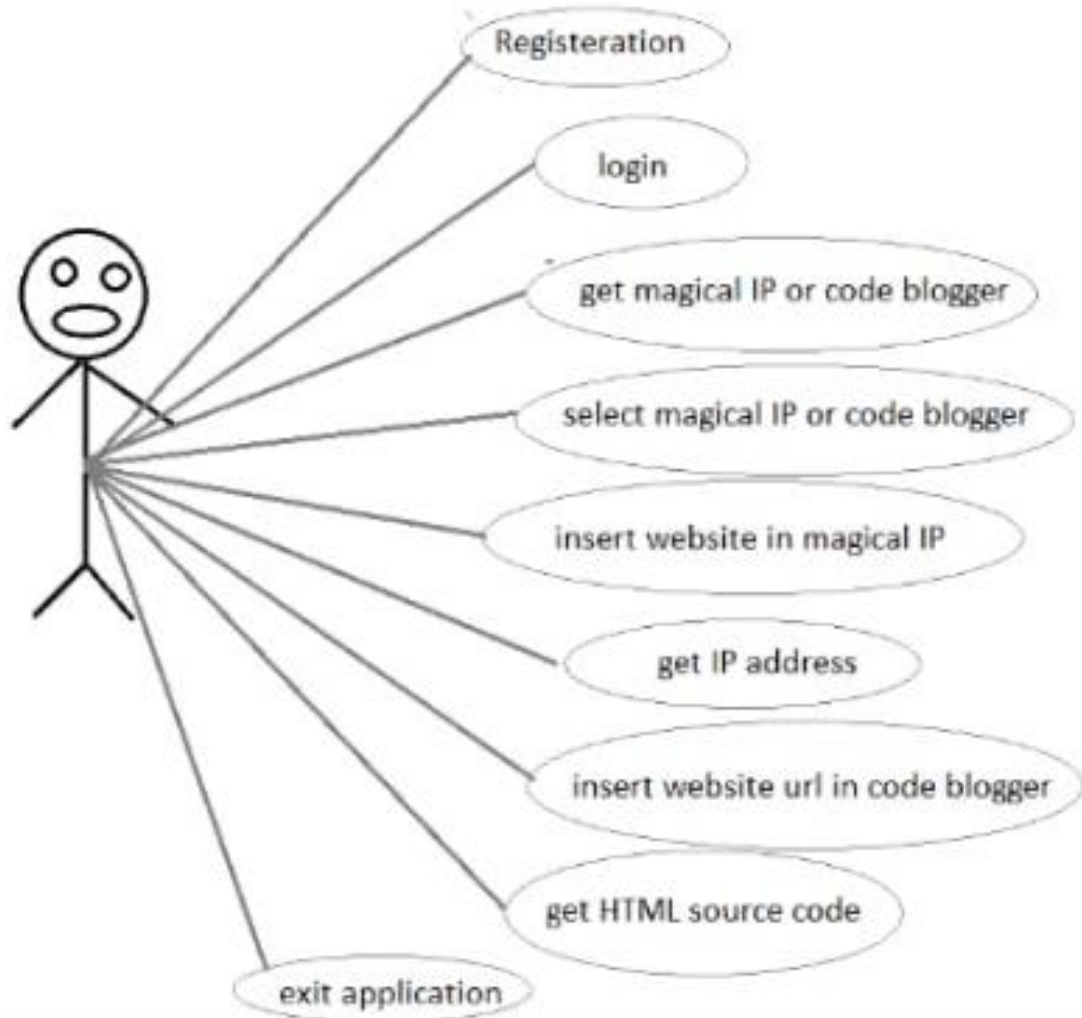 Registeration
login
get magical IP or code blogger
select magical IP or code blogger
insert website in magical IP
get IP address
insert website url in code blogger
get HTML source code
exit application